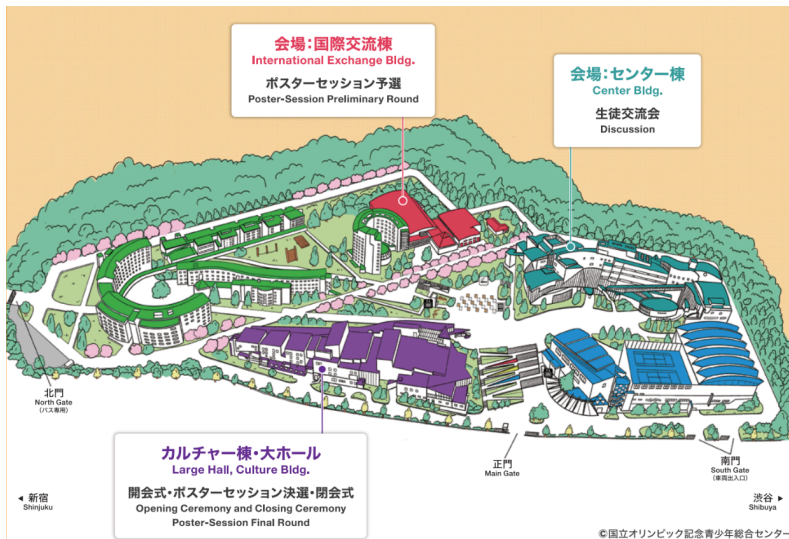 会場:国際交流棟
International Exchange Bldg.
ポスターセッション予選
Poster-Session Preliminary Round
会場:センター棟
Center Bldg.
生徒交流会
Discussion
北門
North Gate
(バス専用)
カルチャー棟・大ホール
Large Hall, Culture Bldg.
開会式・ポスターセッション決選・閉会式
Opening Ceremony and Closing Ceremony
Poster-Session Final Round
正門
Main Gate
南門
South Gate
(車両出入口)
◀ 新宿
Shinjuku
渋谷 ▶
Shibuya
©国立オリンピック記念青少年総合センター